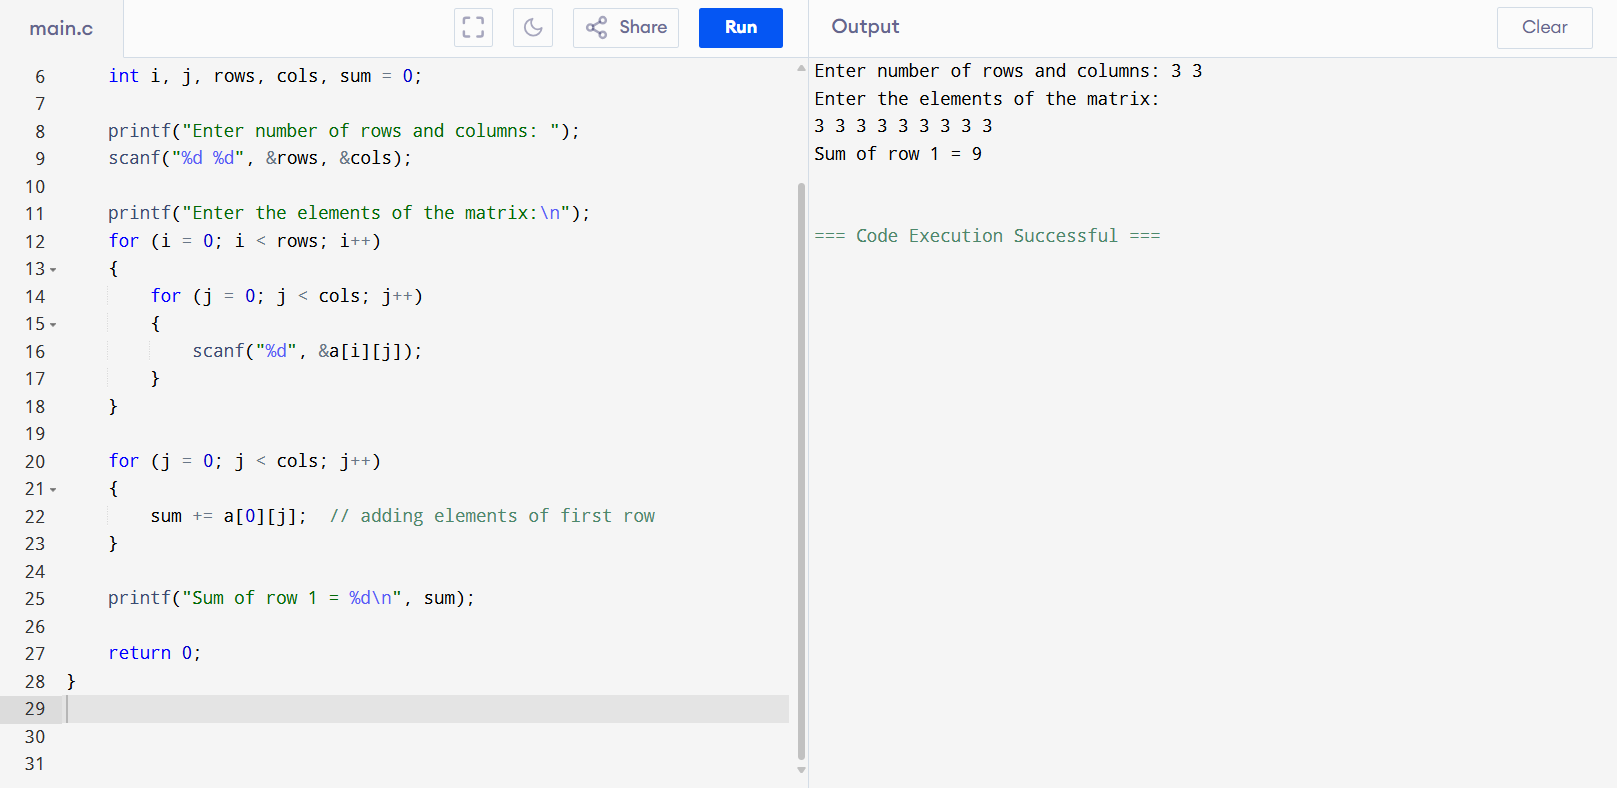 main.c
Share
Run
Output
Clear
6 int i, j, rows, cols, sum = 0;
7
8 printf("Enter number of rows and columns: ");
9 scanf("%d %d", &rows, &cols);
10
11 printf("Enter the elements of the matrix:\n");
12 for (i = 0; i < rows; i++)
13 {
14 for (j = 0; j < cols; j++)
15 {
16 scanf("%d", &a[i][j]);
17 }
18 }
19
20 for (j = 0; j < cols; j++)
21 {
22 sum += a[0][j]; // adding elements of first row
23 }
24
25 printf("Sum of row 1 = %d\n", sum);
26
27 return 0;
28 }
29
30
31
Enter number of rows and columns: 3 3
Enter the elements of the matrix:
3 3 3 3 3 3 3 3 3
Sum of row 1 = 9
=== Code Execution Successful ===